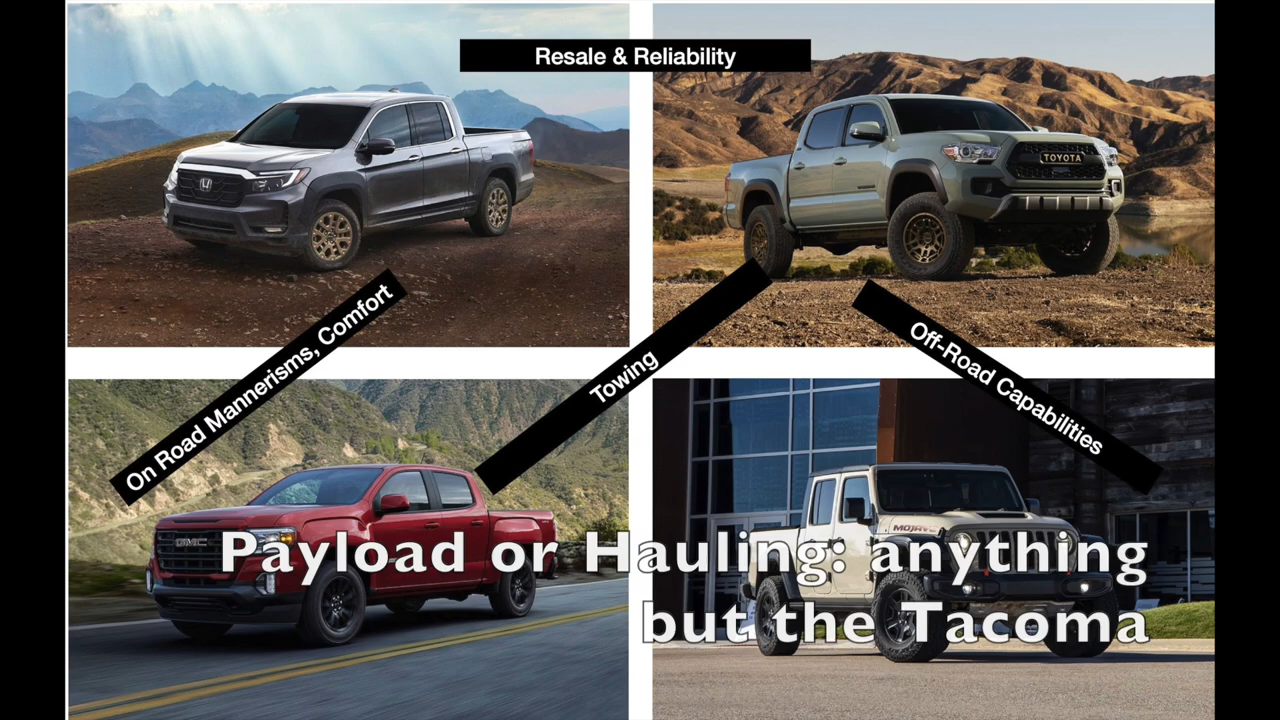 Resale & Reliability
TOYOTA
On Road Mannerisms, Comfort
Towing
Off-Road Capabilities
GMC
MOJAVE
Payload or Hauling: anything
but the Tacoma